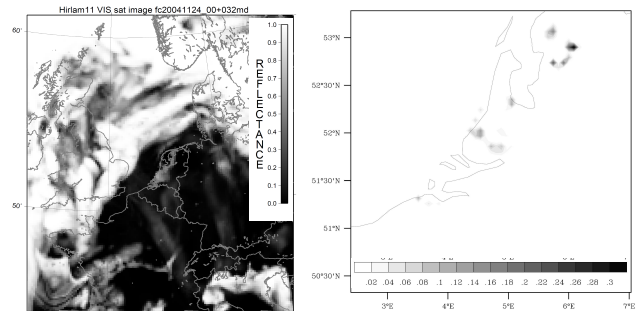 Hirlam11 VIS sat image fc20041124_00+032md
60°
50°
REFLECTANCE
1.0
0.9
0.8
0.7
0.6
0.5
0.4
0.3
0.2
0.1
0.0
53°N
52°30'N
52°N
51°30'N
51°N
50°30'N
.02 .04 .06 .08 .1 .12 .14 .16 .18 .2 .22 .24 .26 .28 .3
3°E 4°E 5°E 6°E 7°E